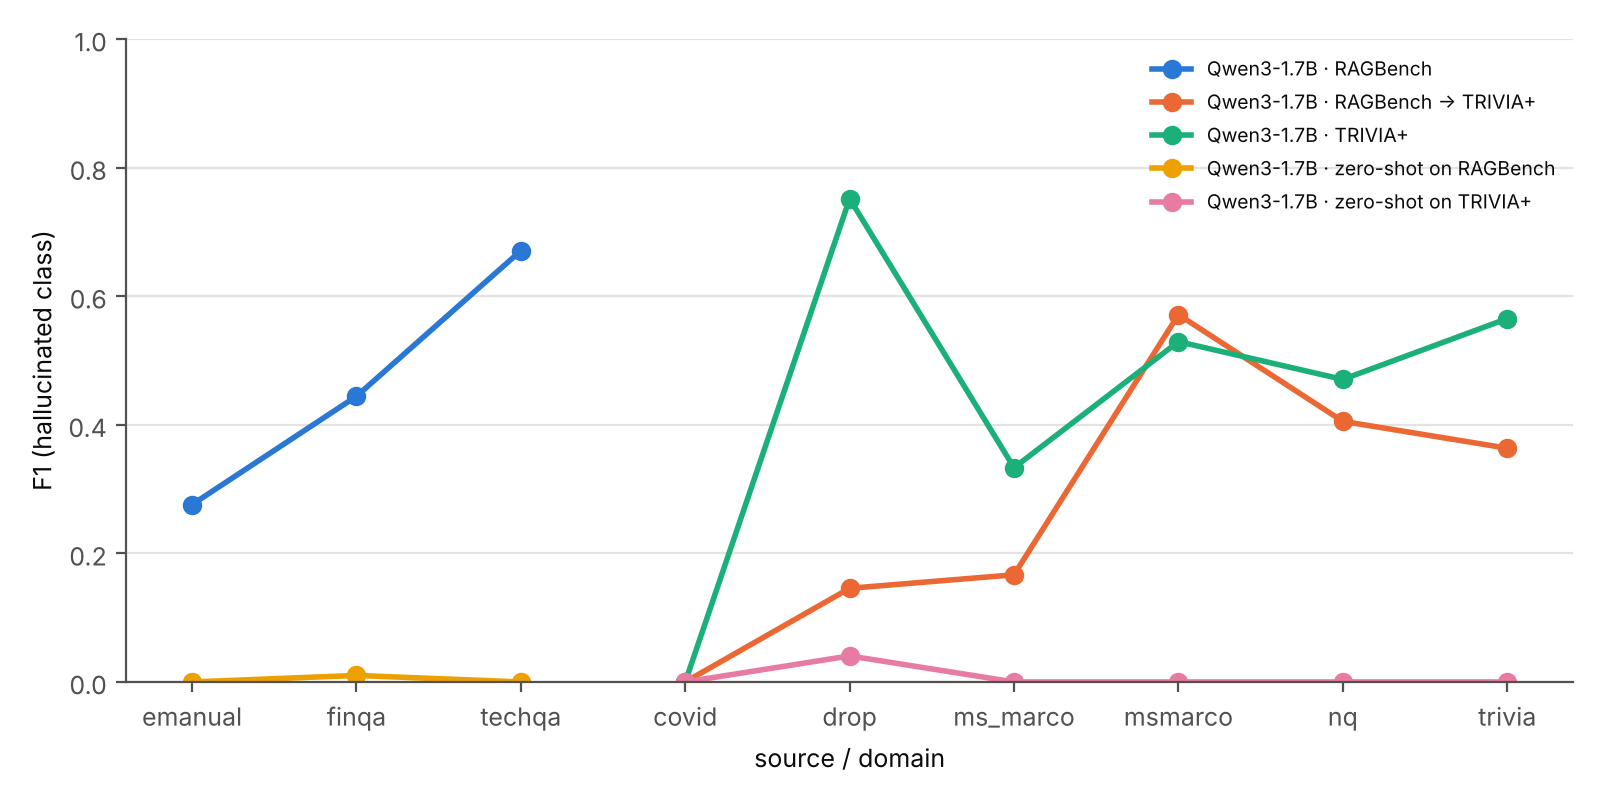 1.0
0.8
0.6
0.4
0.2
0.0
F1 (hallucinated class)
Qwen3-1.7B · RAGBench
Qwen3-1.7B · RAGBench → TRIVIA+
Qwen3-1.7B · TRIVIA+
Qwen3-1.7B · zero-shot on RAGBench
Qwen3-1.7B · zero-shot on TRIVIA+
emanual finqa techqa covid drop ms_marco msmarco nq trivia
source / domain